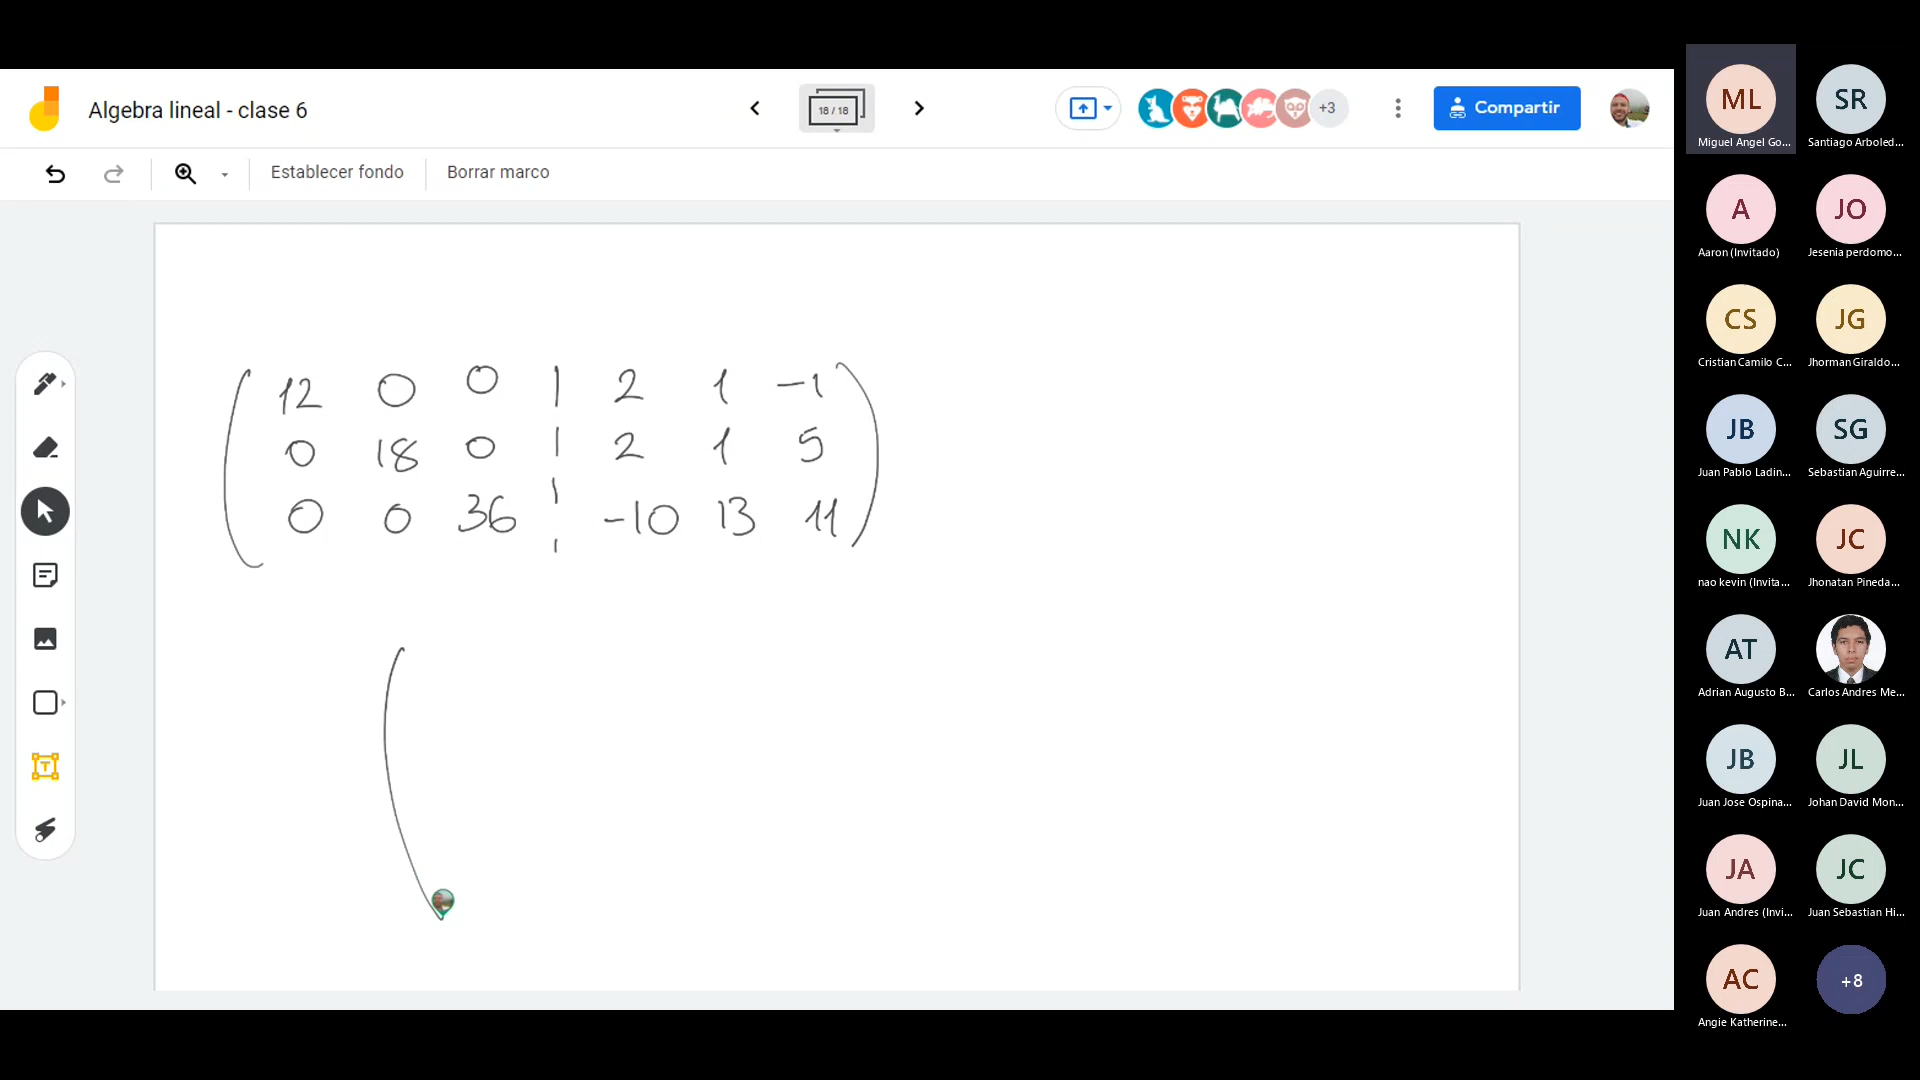 Algebra lineal - clase 6
18 / 18
+3
Compartir
Establecer fondo
Borrar marco
12 0 0 | 2 1 -1
0 18 0 | 2 1 5
0 0 36 | -10 13 11
ML
Miguel Angel Go...
SR
Santiago Arboled...
A
Aaron (Invitado)
JO
Jesenia perdomo...
CS
Cristian Camilo C...
JG
Jhorman Giraldo...
JB
Juan Pablo Ladin...
SG
Sebastian Aguirre...
NK
nao kevin (Invita...
JC
Jhonatan Pineda...
AT
Adrian Augusto B...
Carlos Andres Me...
JB
Juan Jose Ospina...
JL
Johan David Mon...
JA
Juan Andres (Invi...
JC
Juan Sebastian Hi...
AC
Angie Katherine...
+8